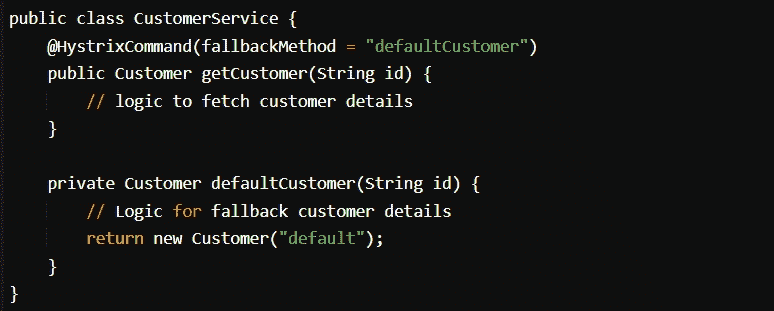 public class CustomerService {
@HystrixCommand(fallbackMethod = "defaultCustomer")
public Customer getCustomer(String id) {
// logic to fetch customer details
}
private Customer defaultCustomer(String id) {
// Logic for fallback customer details
return new Customer("default");
}
}